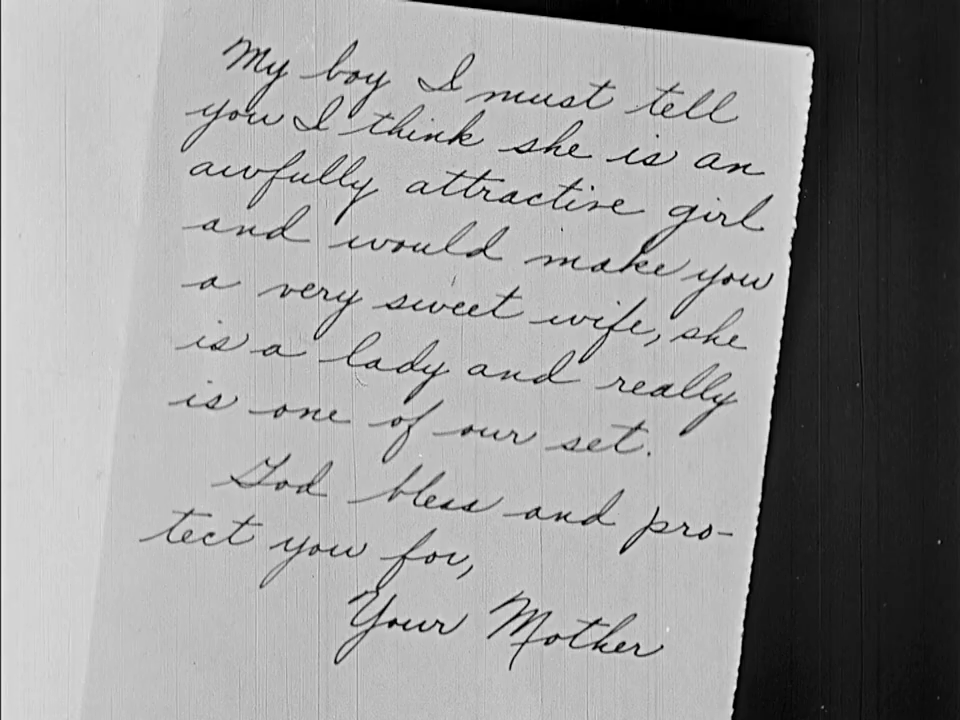 My boy I must tell
you I think she is an
awfully attractive girl
and would make you
a very sweet wife, she
is a lady and really
is one of our set.
God bless and pro-
tect you for,
Your Mother